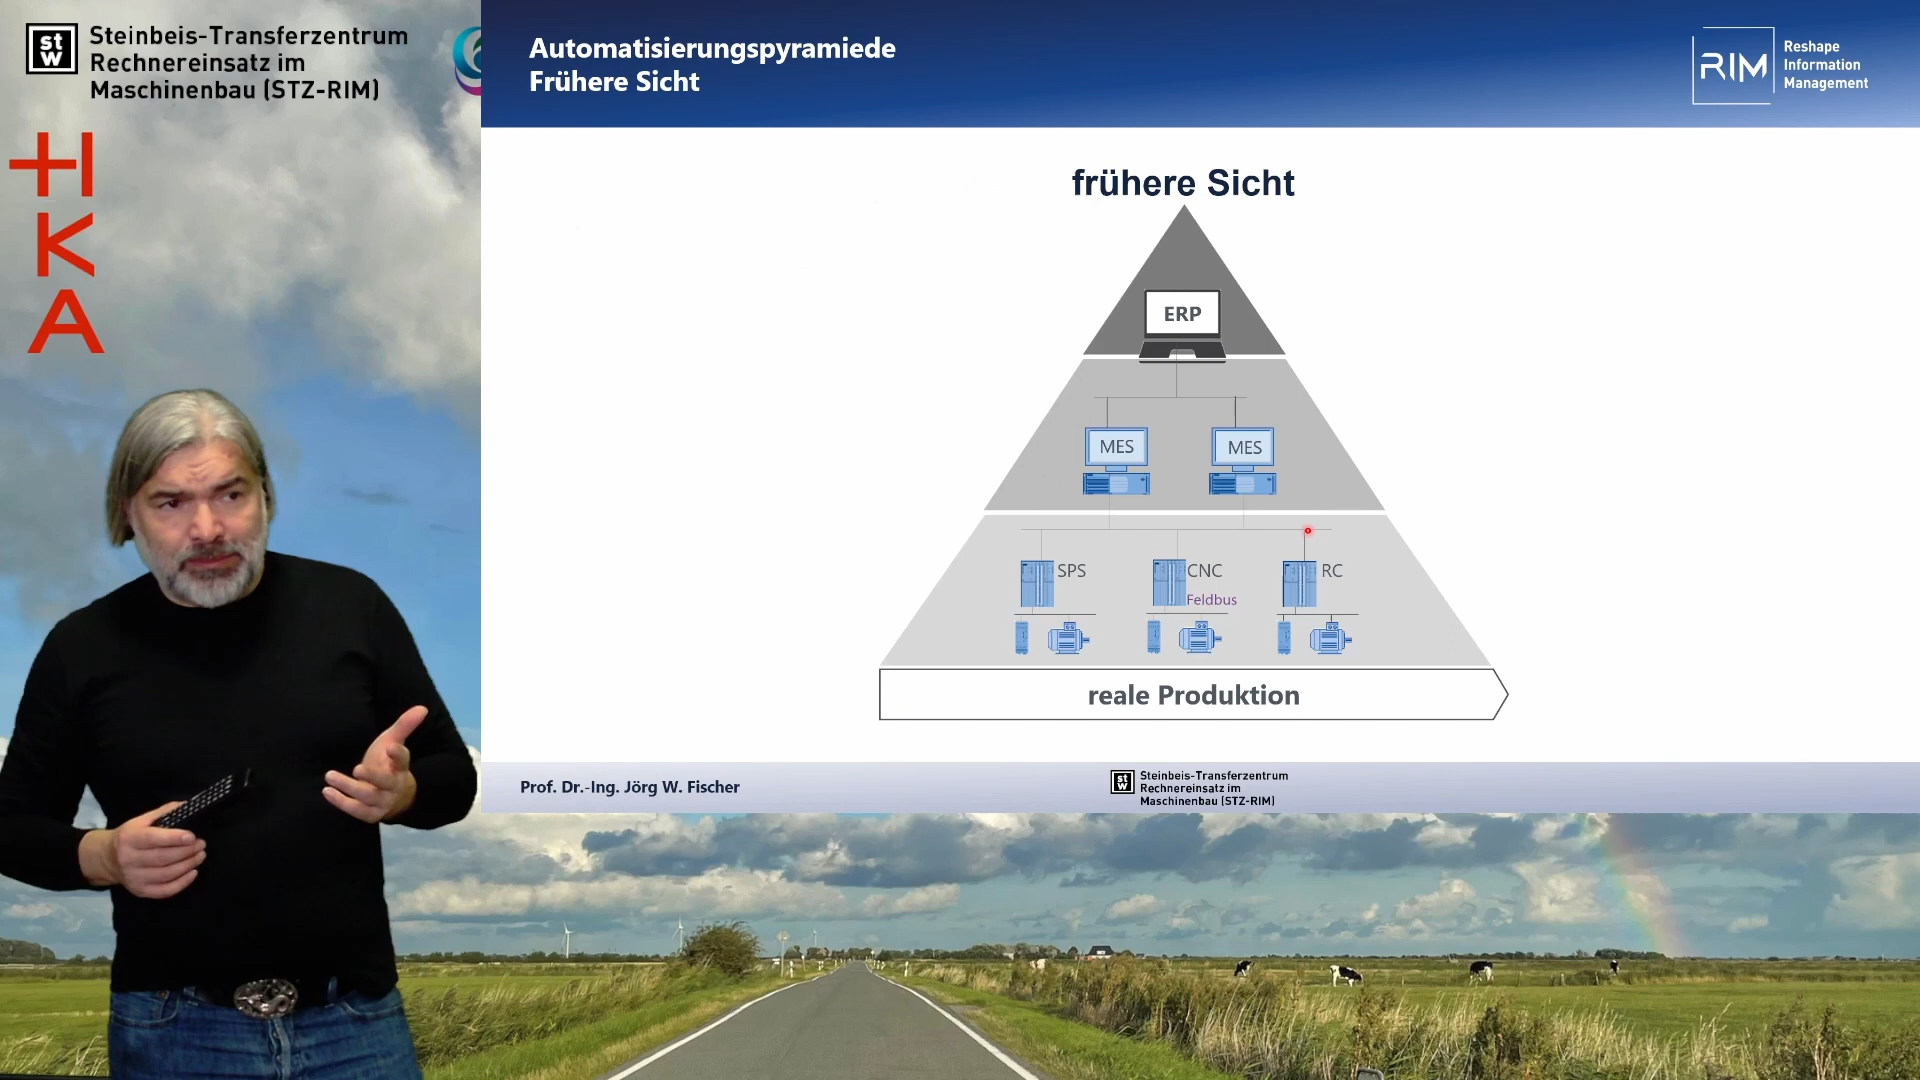 stw
Steinbeis-Transferzentrum
Rechnereinsatz im
Maschinenbau (STZ-RIM)
HKA
Automatisierungspyramiede
Frühere Sicht
RIM
Reshape
Information
Management
frühere Sicht
ERP
MES
MES
SPS
CNC
RC
Feldbus
reale Produktion
Prof. Dr.-Ing. Jörg W. Fischer
stw
Steinbeis-Transferzentrum
Rechnereinsatz im
Maschinenbau (STZ-RIM)